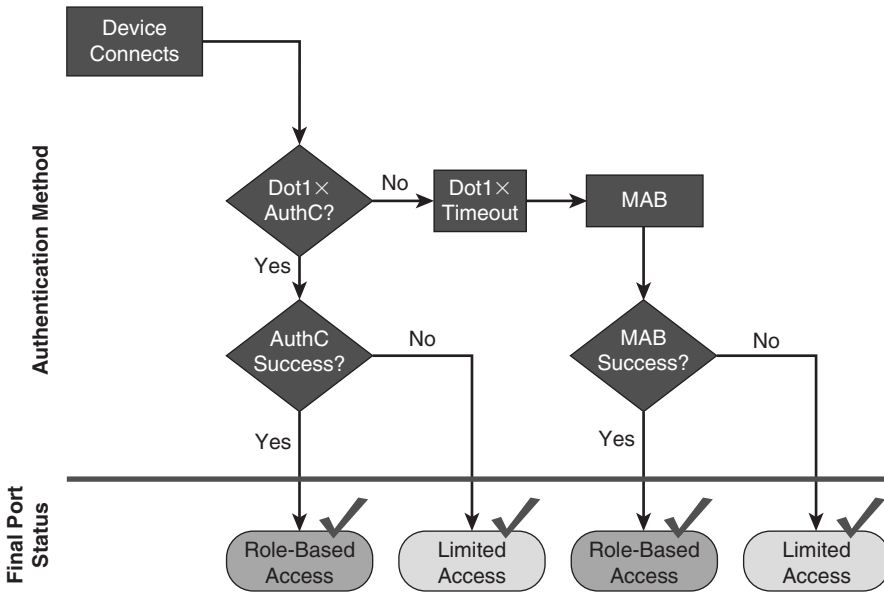 Device
Connects
Authentication Method
Dot1×
AuthC?
No
Dot1×
Timeout
MAB
Yes
AuthC
Success?
No
MAB
Success?
No
Yes
Yes
Final Port
Status
Role-Based
Access
Limited
Access
Role-Based
Access
Limited
Access